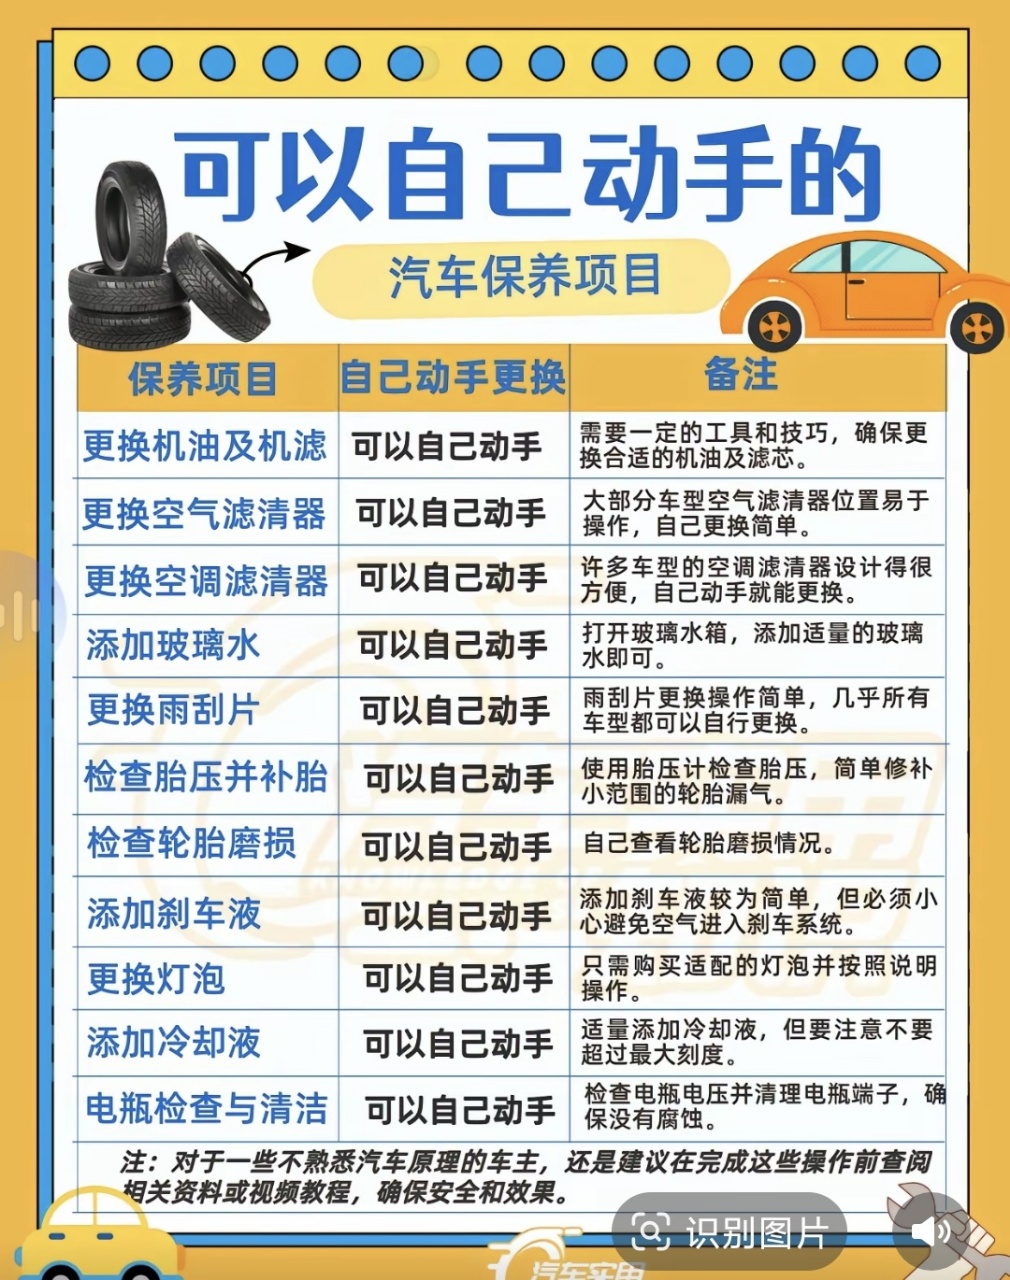 可以自己动手的
汽车保养项目
保养项目 自己动手更换 备注
更换机油及机滤 可以自己动手 需要一定的工具和技巧，确保更
换合适的机油及滤芯。
更换空气滤清器 可以自己动手 大部分车型空气滤清器位置易于
操作，自己更换简单。
更换空调滤清器 可以自己动手 许多车型的空调滤清器设计得很
方便，自己动手就能更换。
添加玻璃水 可以自己动手 打开玻璃水箱，添加适量的玻璃
水即可。
更换雨刮片 可以自己动手 雨刮片更换操作简单，几乎所有
车型都可以自行更换。
检查胎压并补胎 可以自己动手 使用胎压计检查胎压，简单修补
小范围的轮胎漏气。
检查轮胎磨损 可以自己动手 自己查看轮胎磨损情况。
添加刹车液 可以自己动手 添加刹车液较为简单，但必须小
心避免空气进入刹车系统。
更换灯泡 可以自己动手 只需购买适配的灯泡并按照说明
操作。
添加冷却液 可以自己动手 适量添加冷却液，但要注意不要
超过最大刻度。
电瓶检查与清洁 可以自己动手 检查电瓶电压并清理电瓶端子，确
保没有腐蚀。
注：对于一些不熟悉汽车原理的车主，还是建议在完成这些操作前查阅
相关资料或视频教程，确保安全和效果。
识别图片
汽车实用